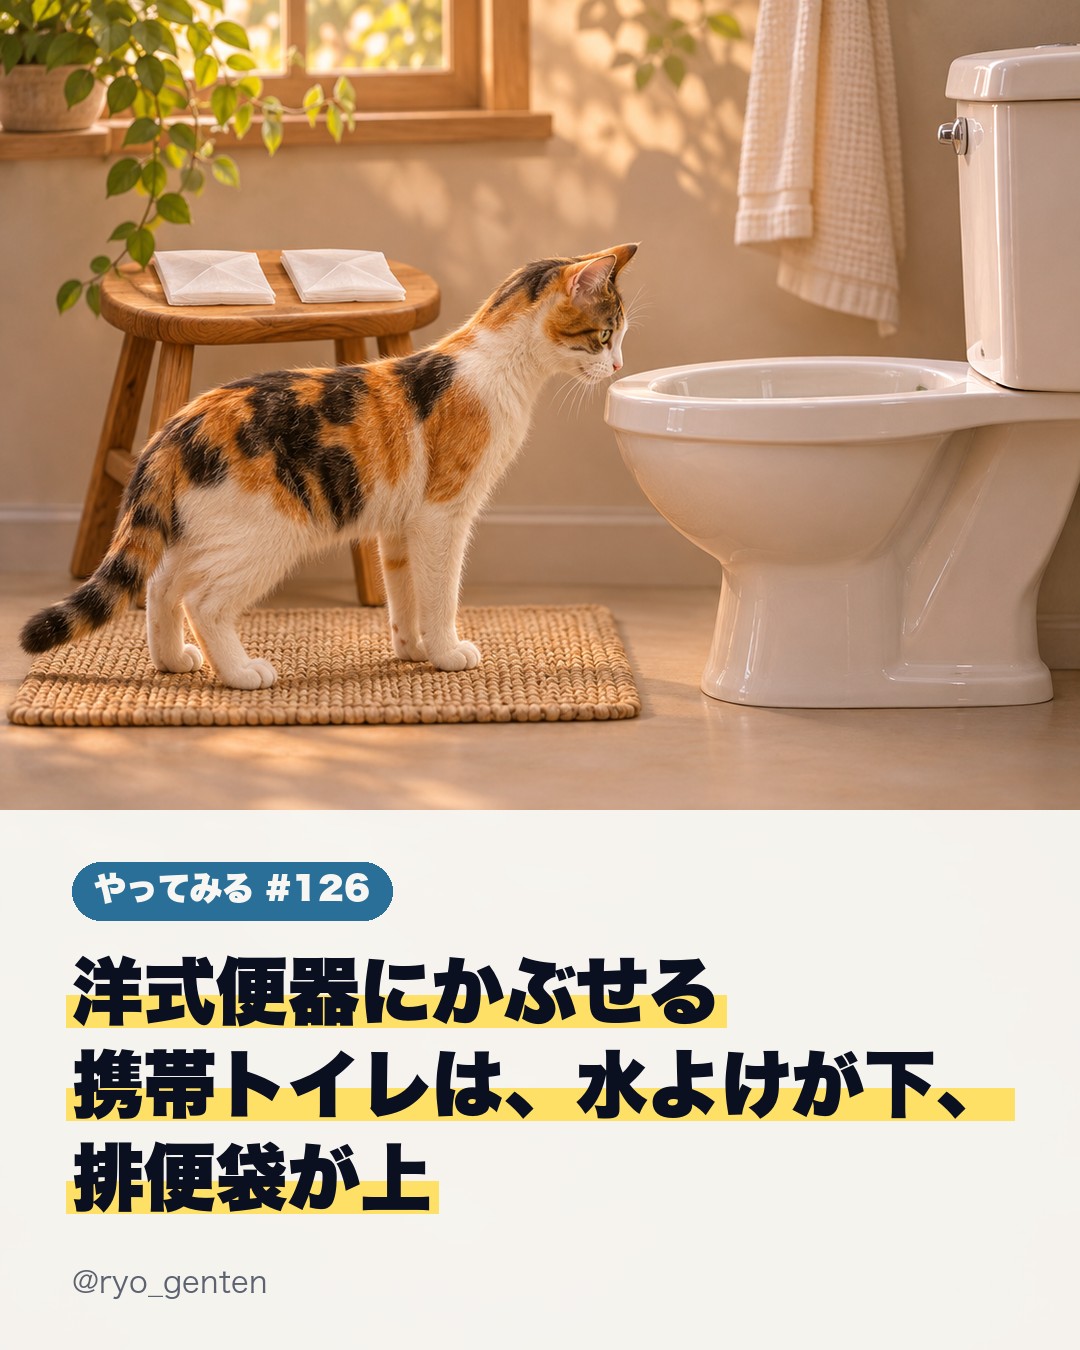 やってみる #126
洋式便器にかぶせる
携帯トイレは、水よけが下、
排便袋が上
@ryo_genten